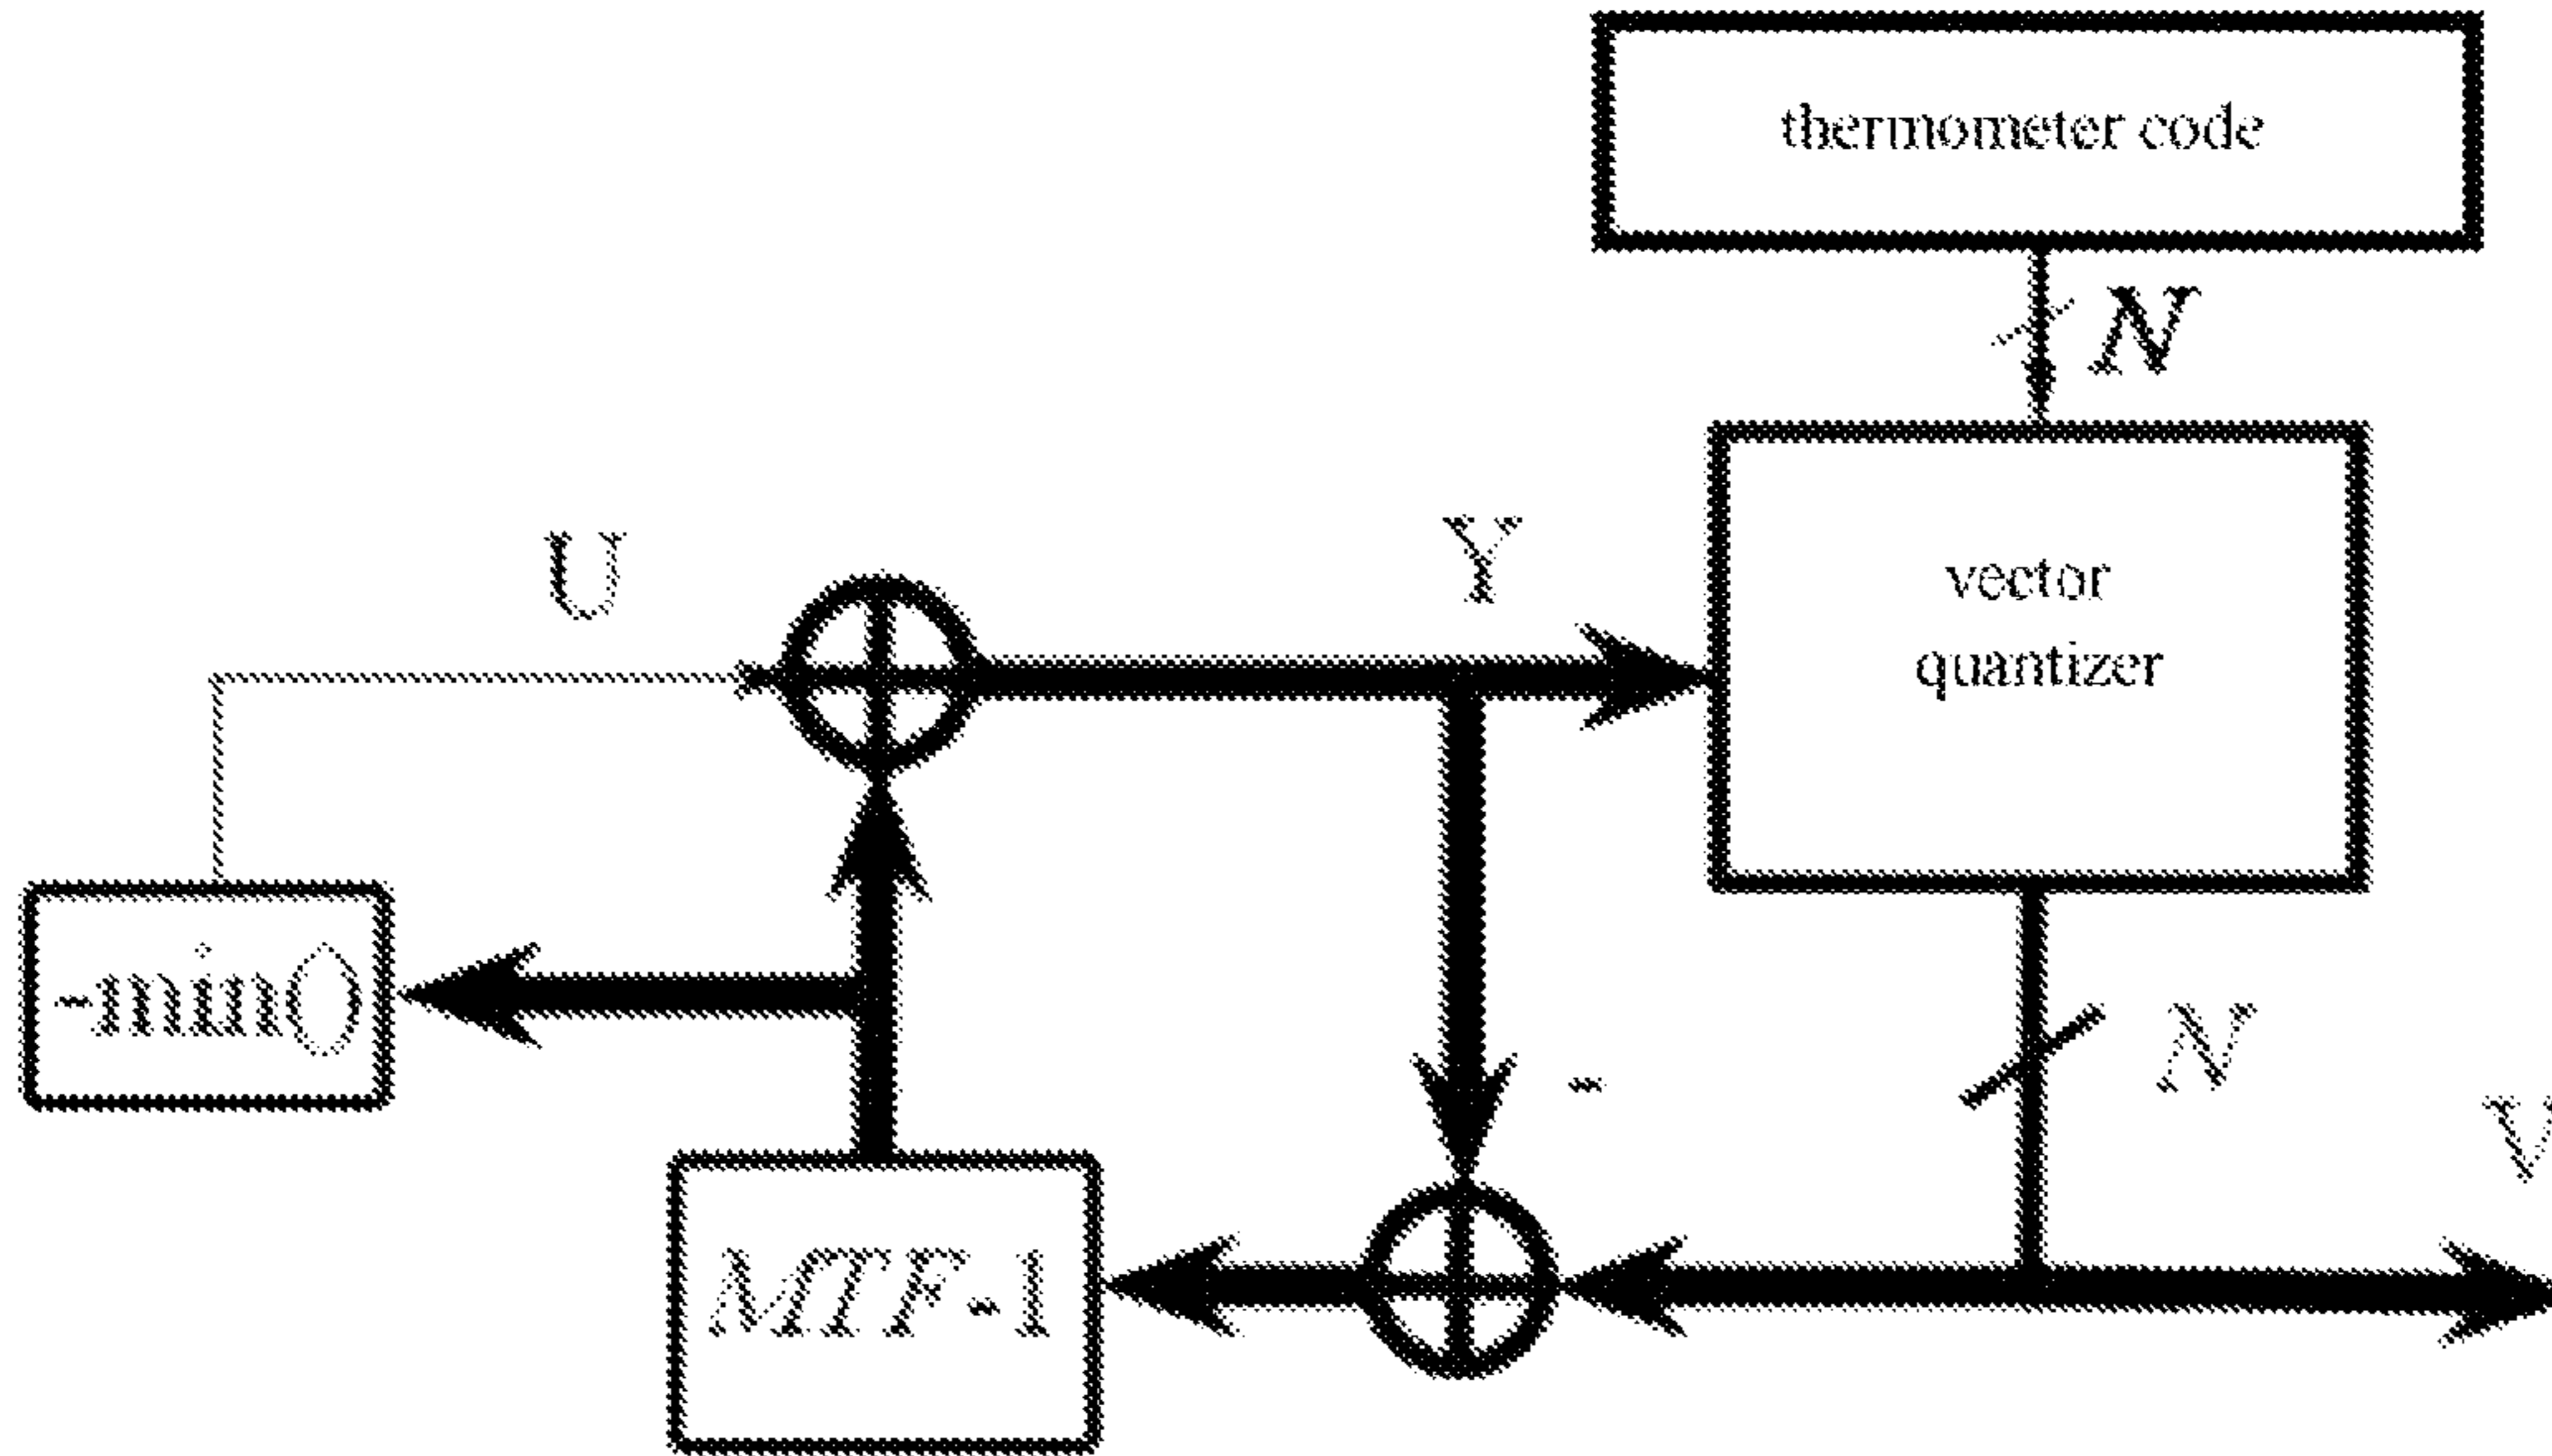 thermometer code
N
U
Y
vector
quantizer
-min()
-
N
V
MTF-1